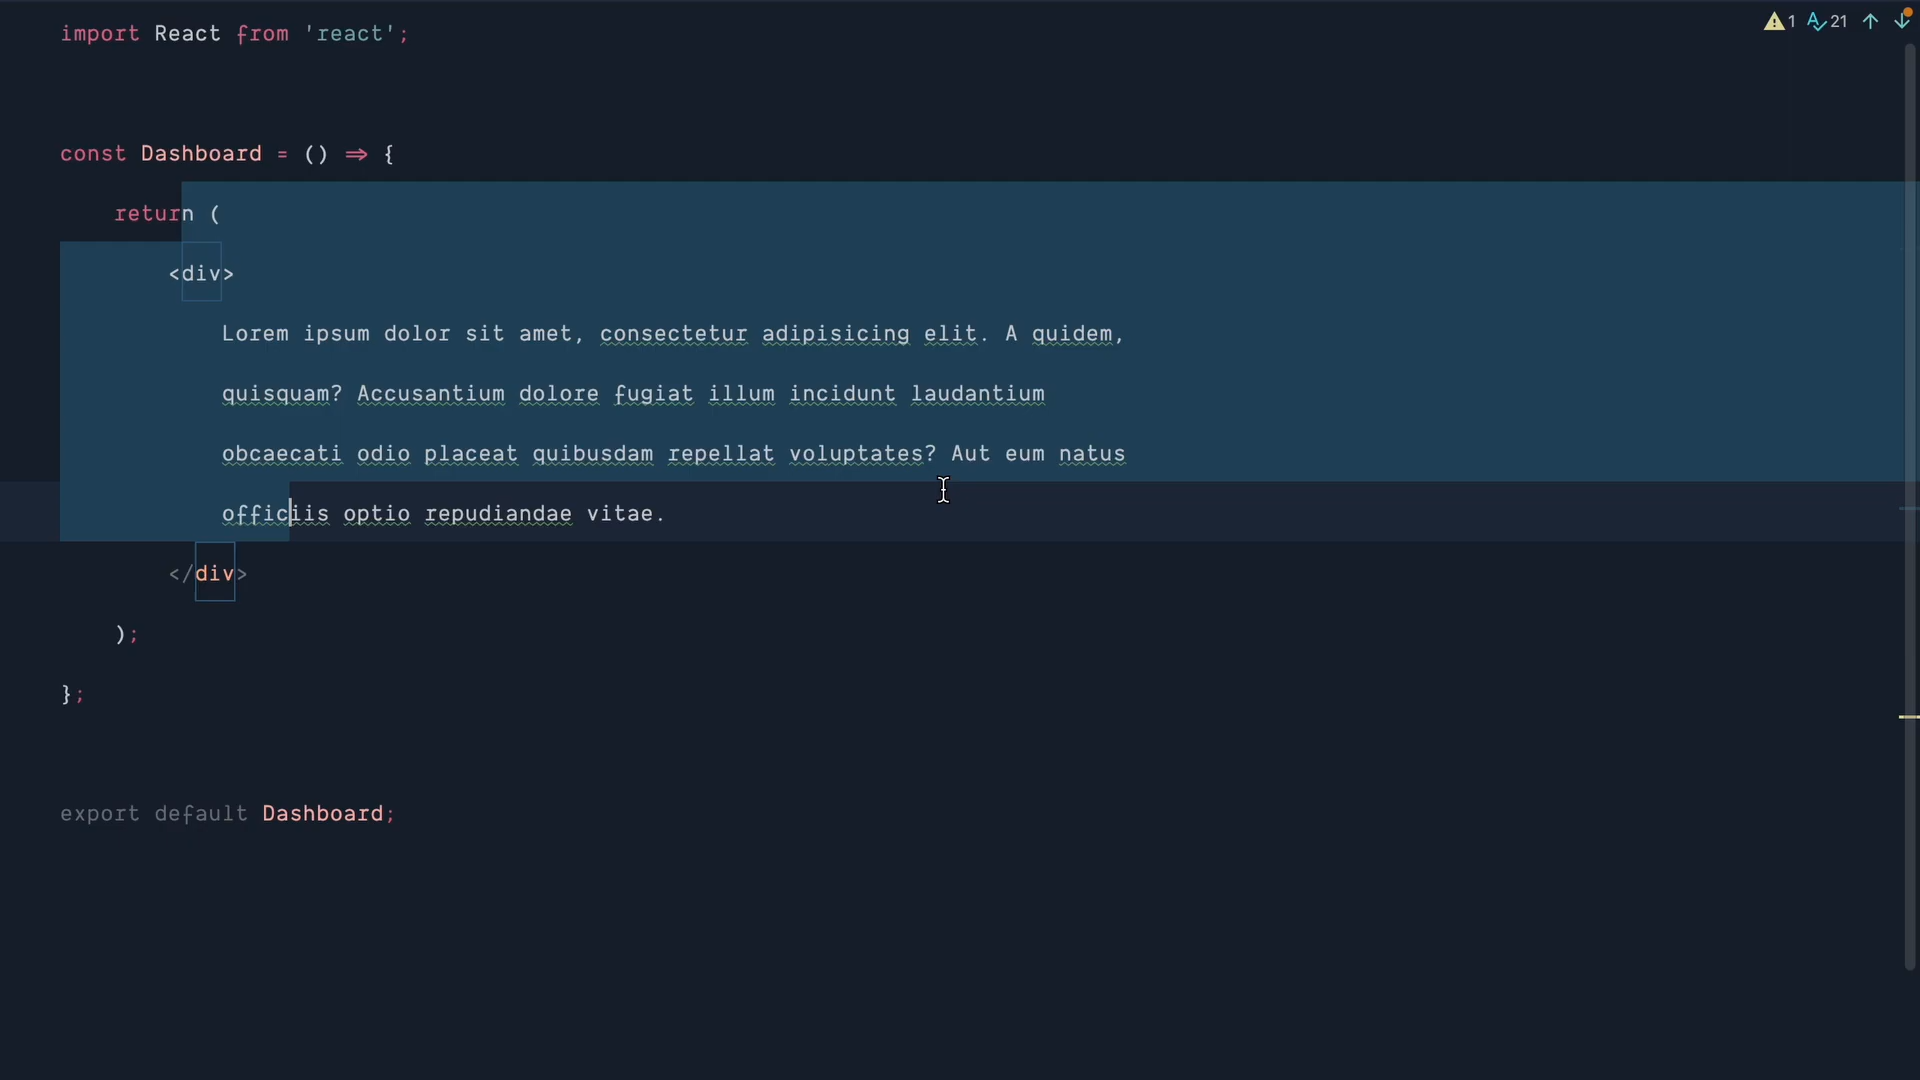 import React from 'react';
1 21
const Dashboard = () => {
return (
<div>
Lorem ipsum dolor sit amet, consectetur adipisicing elit. A quidem,
quisquam? Accusantium dolore fugiat illum incidunt laudantium
obcaecati odio placeat quibusdam repellat voluptates? Aut eum natus
officiis optio repudiandae vitae.
</div>
);
};
export default Dashboard;